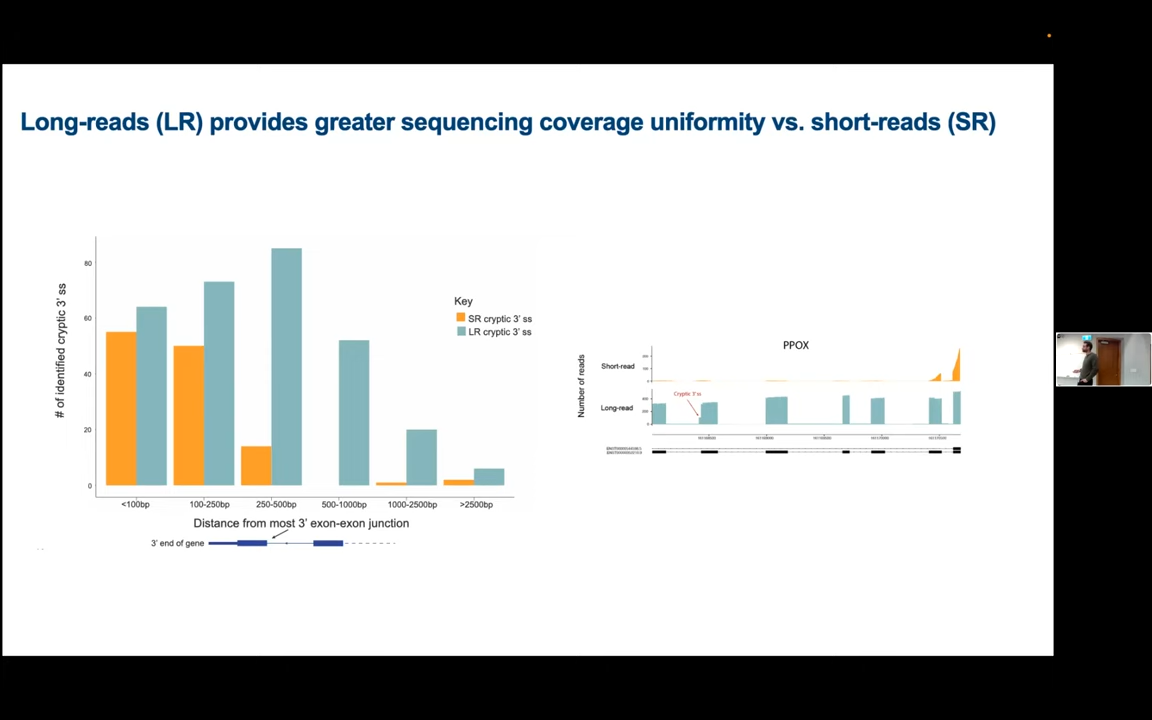 Long-reads (LR) provides greater sequencing coverage uniformity vs. short-reads (SR)
# of identified cryptic 3' ss
80
60
40
20
0
Key
SR cryptic 3' ss
LR cryptic 3' ss
<100bp
100-250bp
250-500bp
500-1000bp
1000-2500bp
>2500bp
Distance from most 3' exon-exon junction
3' end of gene
PPOX
Number of reads
Short-read
Long-read
Cryptic 3' ss